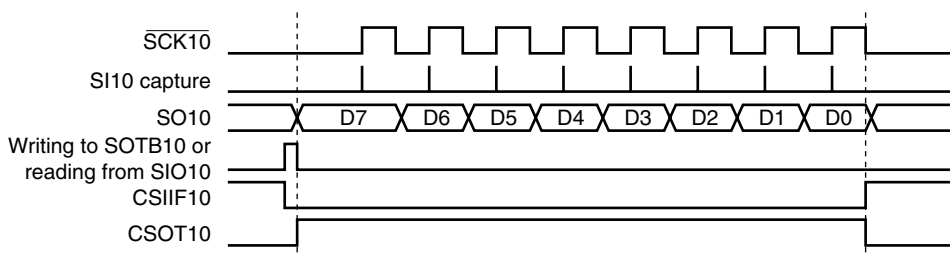 SCK10
SI10 capture
SO10 D7 D6 D5 D4 D3 D2 D1 D0
Writing to SOTB10 or
reading from SIO10
CSIIF10
CSOT10